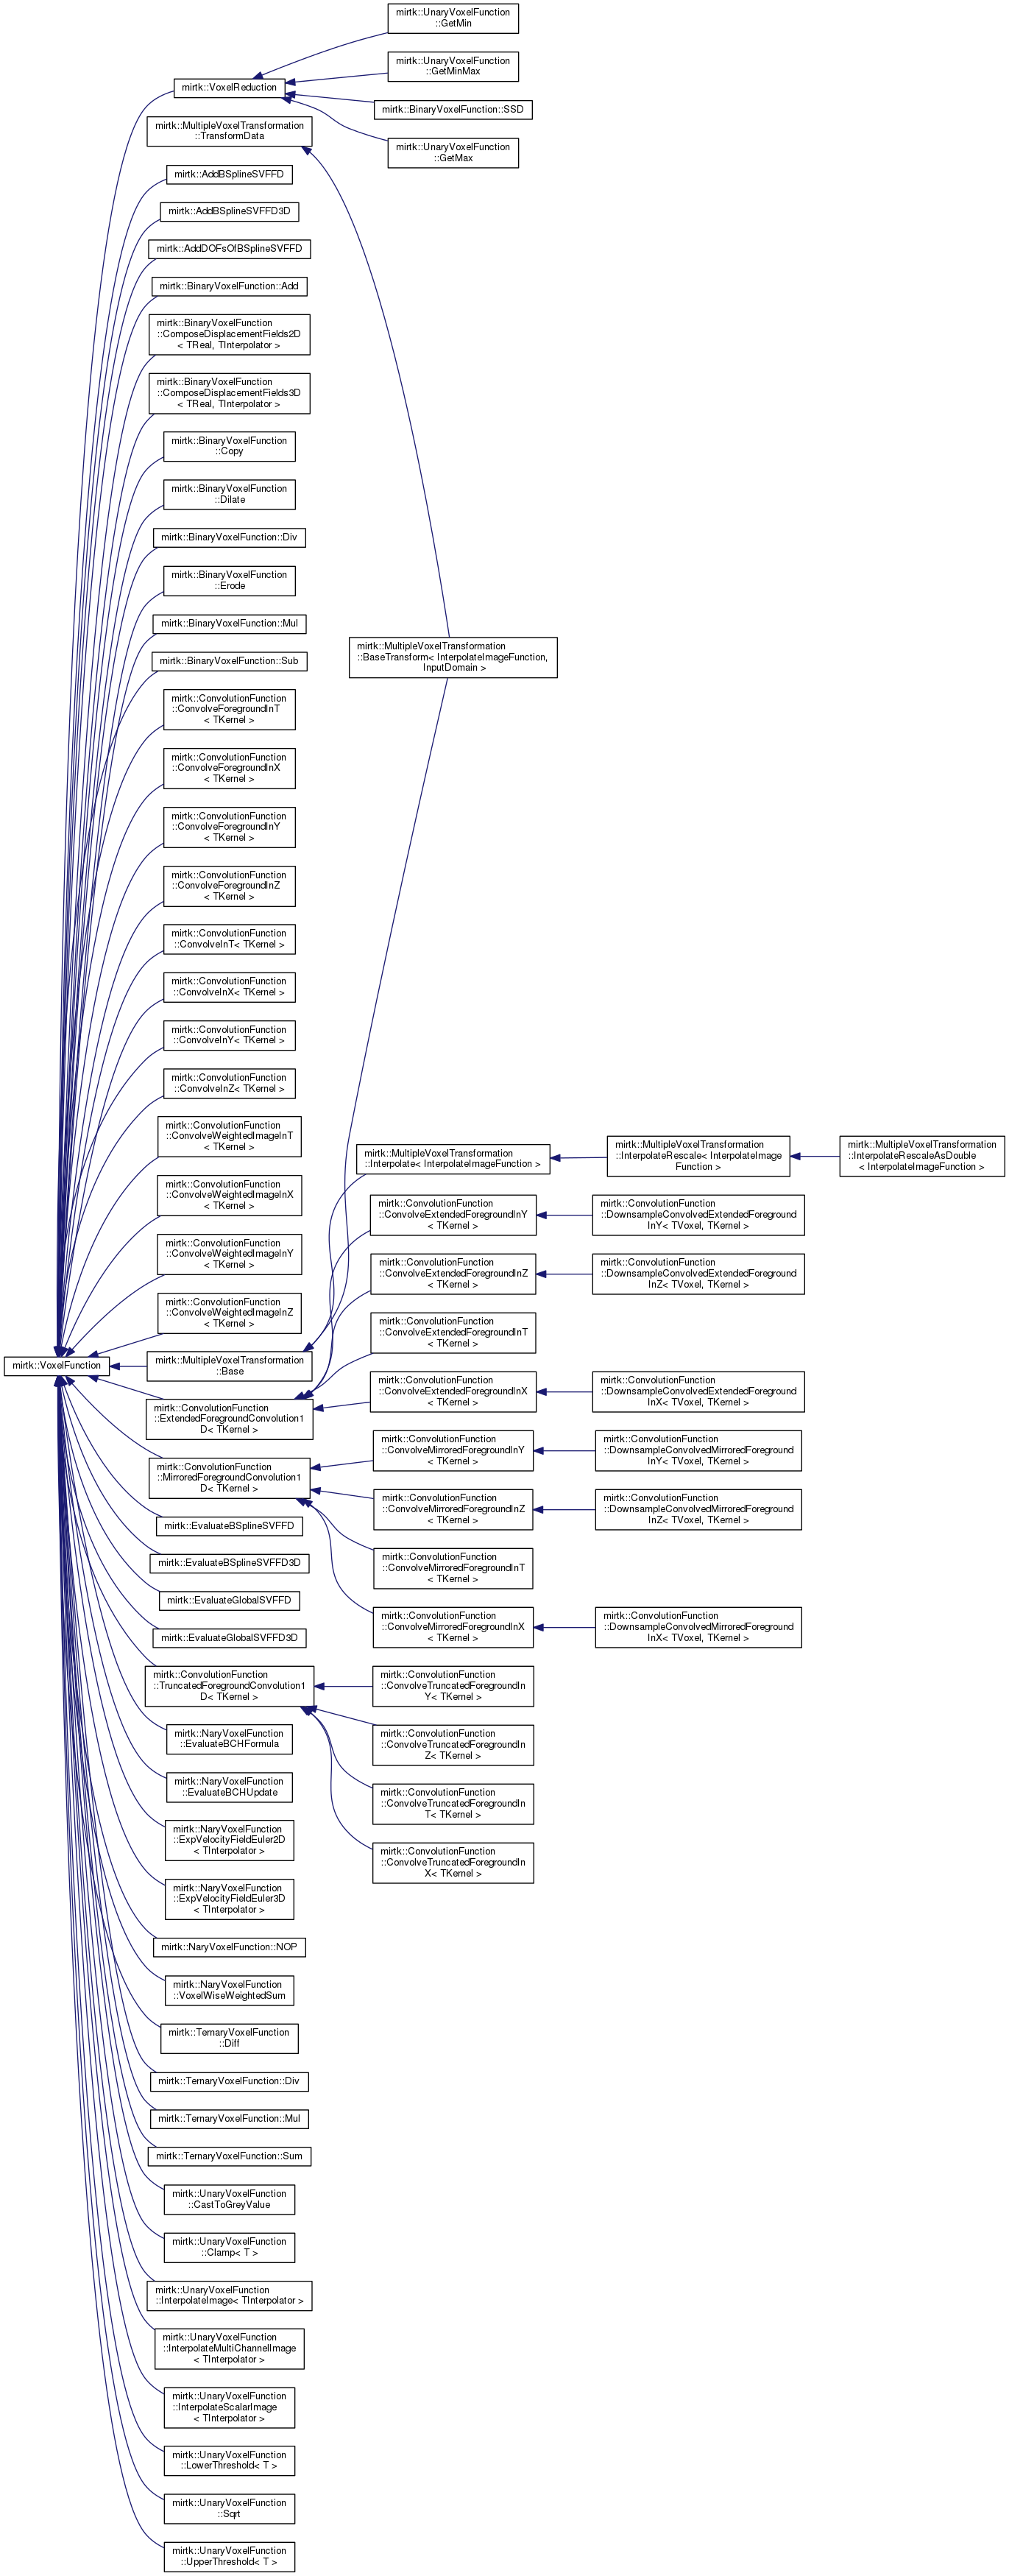 mirtk::UnaryVoxelFunction
::GetMin
mirtk::UnaryVoxelFunction
::GetMinMax
mirtk::VoxelReduction
mirtk::BinaryVoxelFunction::SSD
mirtk::MultipleVoxelTransformation
::TransformData
mirtk::UnaryVoxelFunction
::GetMax
mirtk::AddBSplineSVFFD
mirtk::AddBSplineSVFFD3D
mirtk::AddDOFsOfBSplineSVFFD
mirtk::BinaryVoxelFunction::Add
mirtk::BinaryVoxelFunction
::ComposeDisplacementFields2D
< TReal, TInterpolator >
mirtk::BinaryVoxelFunction
::ComposeDisplacementFields3D
< TReal, TInterpolator >
mirtk::BinaryVoxelFunction
::Copy
mirtk::BinaryVoxelFunction
::Dilate
mirtk::BinaryVoxelFunction::Div
mirtk::BinaryVoxelFunction
::Erode
mirtk::BinaryVoxelFunction::Mul
mirtk::BinaryVoxelFunction::Sub
mirtk::MultipleVoxelTransformation
::BaseTransform< InterpolateImageFunction,
InputDomain >
mirtk::ConvolutionFunction
::ConvolveForegroundInT
< TKernel >
mirtk::ConvolutionFunction
::ConvolveForegroundInX
< TKernel >
mirtk::ConvolutionFunction
::ConvolveForegroundInY
< TKernel >
mirtk::ConvolutionFunction
::ConvolveForegroundInZ
< TKernel >
mirtk::ConvolutionFunction
::ConvolveInT< TKernel >
mirtk::ConvolutionFunction
::ConvolveInX< TKernel >
mirtk::ConvolutionFunction
::ConvolveInY< TKernel >
mirtk::ConvolutionFunction
::ConvolveInZ< TKernel >
mirtk::ConvolutionFunction
::ConvolveWeightedImageInT
< TKernel >
mirtk::MultipleVoxelTransformation
::Interpolate< InterpolateImageFunction >
mirtk::MultipleVoxelTransformation
::InterpolateRescale< InterpolateImage
Function >
mirtk::MultipleVoxelTransformation
::InterpolateRescaleAsDouble
< InterpolateImageFunction >
mirtk::ConvolutionFunction
::ConvolveWeightedImageInX
< TKernel >
mirtk::ConvolutionFunction
::ConvolveExtendedForegroundInY
< TKernel >
mirtk::ConvolutionFunction
::DownsampleConvolvedExtendedForeground
InY< TVoxel, TKernel >
mirtk::ConvolutionFunction
::ConvolveWeightedImageInY
< TKernel >
mirtk::ConvolutionFunction
::ConvolveExtendedForegroundInZ
< TKernel >
mirtk::ConvolutionFunction
::DownsampleConvolvedExtendedForeground
InZ< TVoxel, TKernel >
mirtk::ConvolutionFunction
::ConvolveWeightedImageInZ
< TKernel >
mirtk::ConvolutionFunction
::ConvolveExtendedForegroundInT
< TKernel >
mirtk::VoxelFunction
mirtk::MultipleVoxelTransformation
::Base
mirtk::ConvolutionFunction
::ConvolveExtendedForegroundInX
< TKernel >
mirtk::ConvolutionFunction
::DownsampleConvolvedExtendedForeground
InX< TVoxel, TKernel >
mirtk::ConvolutionFunction
::ExtendedForegroundConvolution1
D< TKernel >
mirtk::ConvolutionFunction
::ConvolveMirroredForegroundInY
< TKernel >
mirtk::ConvolutionFunction
::DownsampleConvolvedMirroredForeground
InY< TVoxel, TKernel >
mirtk::ConvolutionFunction
::MirroredForegroundConvolution1
D< TKernel >
mirtk::ConvolutionFunction
::ConvolveMirroredForegroundInZ
< TKernel >
mirtk::ConvolutionFunction
::DownsampleConvolvedMirroredForeground
InZ< TVoxel, TKernel >
mirtk::EvaluateBSplineSVFFD
mirtk::EvaluateBSplineSVFFD3D
mirtk::ConvolutionFunction
::ConvolveMirroredForegroundInT
< TKernel >
mirtk::EvaluateGlobalSVFFD
mirtk::EvaluateGlobalSVFFD3D
mirtk::ConvolutionFunction
::ConvolveMirroredForegroundInX
< TKernel >
mirtk::ConvolutionFunction
::DownsampleConvolvedMirroredForeground
InX< TVoxel, TKernel >
mirtk::ConvolutionFunction
::TruncatedForegroundConvolution1
D< TKernel >
mirtk::ConvolutionFunction
::ConvolveTruncatedForegroundIn
Y< TKernel >
mirtk::NaryVoxelFunction
::EvaluateBCHFormula
mirtk::ConvolutionFunction
::ConvolveTruncatedForegroundIn
Z< TKernel >
mirtk::NaryVoxelFunction
::EvaluateBCHUpdate
mirtk::ConvolutionFunction
::ConvolveTruncatedForegroundIn
T< TKernel >
mirtk::NaryVoxelFunction
::ExpVelocityFieldEuler2D
< TInterpolator >
mirtk::ConvolutionFunction
::ConvolveTruncatedForegroundIn
X< TKernel >
mirtk::NaryVoxelFunction
::ExpVelocityFieldEuler3D
< TInterpolator >
mirtk::NaryVoxelFunction::NOP
mirtk::NaryVoxelFunction
::VoxelWiseWeightedSum
mirtk::TernaryVoxelFunction
::Diff
mirtk::TernaryVoxelFunction::Div
mirtk::TernaryVoxelFunction::Mul
mirtk::TernaryVoxelFunction::Sum
mirtk::UnaryVoxelFunction
::CastToGreyValue
mirtk::UnaryVoxelFunction
::Clamp< T >
mirtk::UnaryVoxelFunction
::InterpolateImage< TInterpolator >
mirtk::UnaryVoxelFunction
::InterpolateMultiChannelImage
< TInterpolator >
mirtk::UnaryVoxelFunction
::InterpolateScalarImage
< TInterpolator >
mirtk::UnaryVoxelFunction
::LowerThreshold< T >
mirtk::UnaryVoxelFunction
::Sqrt
mirtk::UnaryVoxelFunction
::UpperThreshold< T >